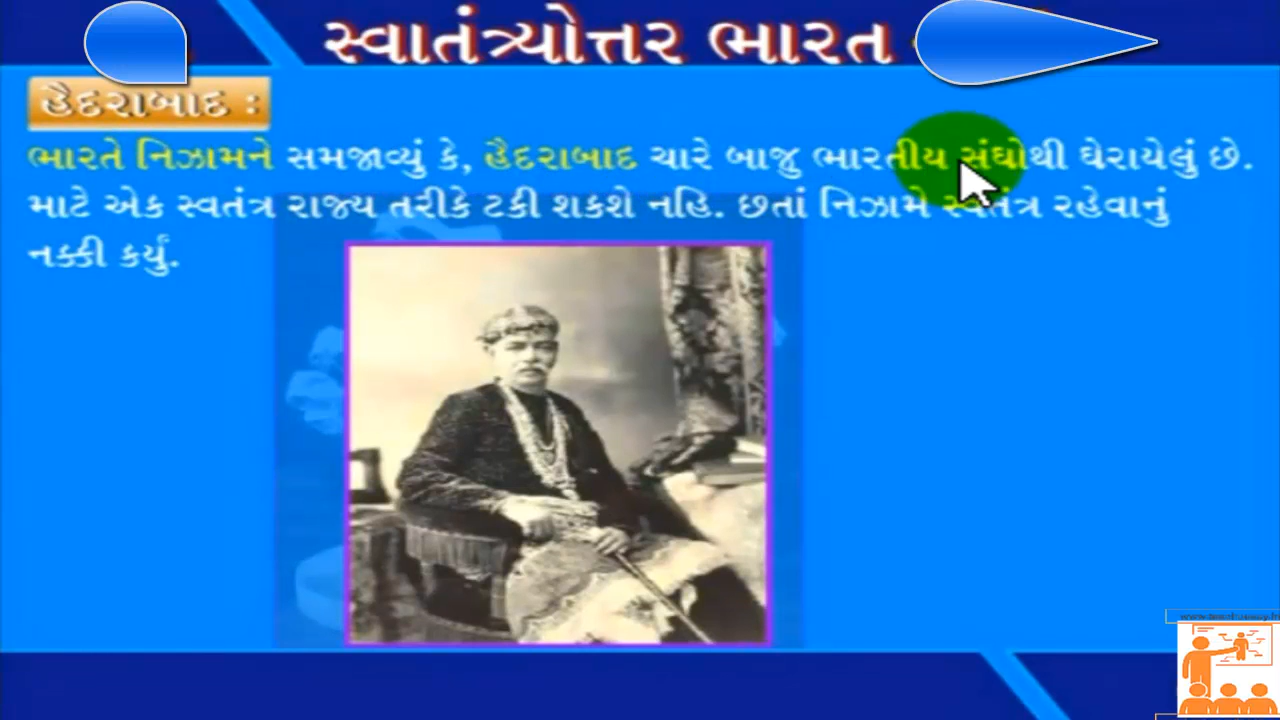 સ્વાતંત્ર્યોત્તર ભારત
હૈદરાબાદ :
ભારતે નિઝામને સમજાવ્યું કે, હૈદરાબાદ ચારે બાજુ ભારતીય સંઘોથી ઘેરાયેલું છે.
માટે એક સ્વતંત્ર રાજ્ય તરીકે ટકી શકશે નહિ. છતાં નિઝામે સ્વતંત્ર રહેવાનું
નક્કી કર્યું.